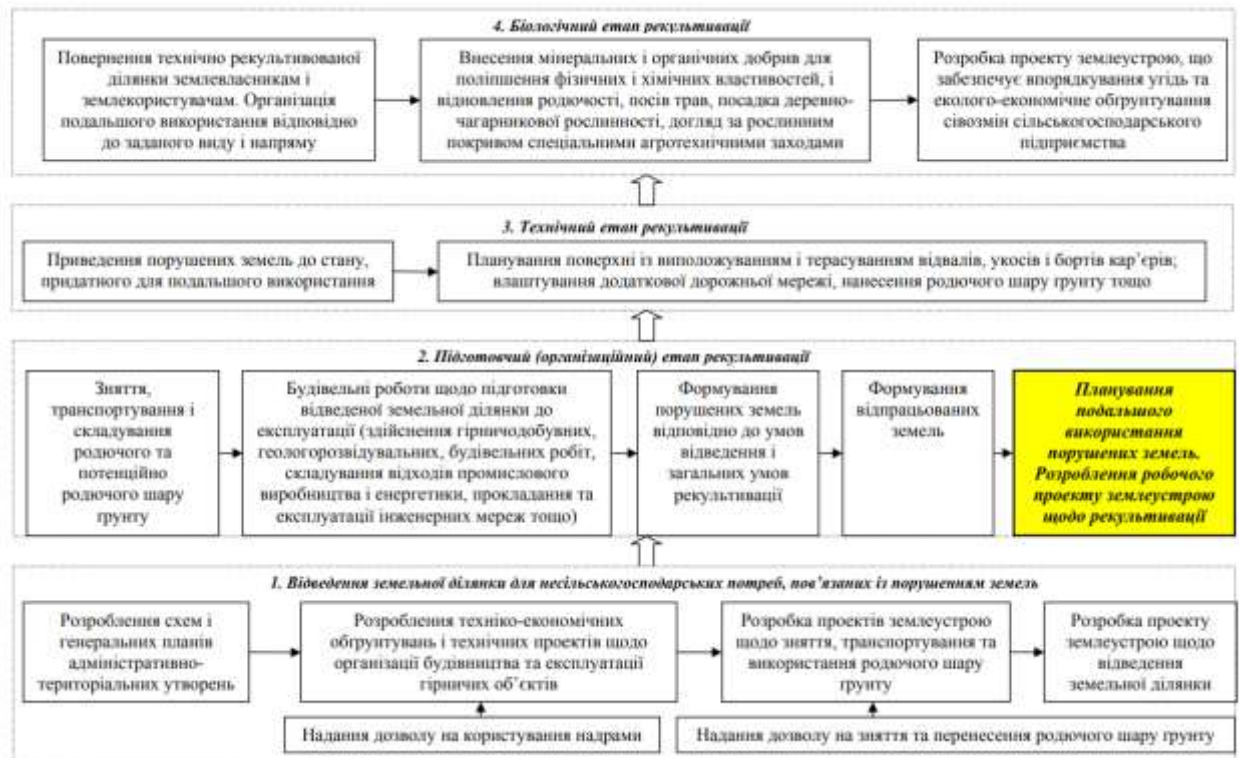 4. Біологічний етап рекультивації
Повернення технічно рекультивованої
ділянки землевласникам і
землекористувачам. Організація
подальшого використання відповідно
до заданого виду і напряму
Внесення мінеральних і органічних добрив для
поліпшення фізичних і хімічних властивостей, і
відновлення родючості, посів трав, посадка деревно-
чагарникової рослинності, догляд за рослинним
покривом спеціальними агротехнічними заходами
Розробка проекту землеустрою, що
забезпечує впорядкування угідь та
еколого-економічне обґрунтування
сівозмін сільськогосподарського
підприємства
3. Технічний етап рекультивації
Приведення порушених земель до стану,
придатного для подальшого використання
Планування поверхні із виположуванням і терасуванням відвалів, укосів і бортів кар’єрів;
влаштування додаткової дорожньої мережі, нанесення родючого шару ґрунту тощо
2. Підготовчий (організаційний) етап рекультивації
Зняття,
транспортування і
складування
родючого та
потенційно
родючого шару
ґрунту
Будівельні роботи щодо підготовки
відведеної земельної ділянки до
експлуатації (здійснення гірничодобувних,
геологорозвідувальних, будівельних робіт,
складування відходів промислового
виробництва і енергетики, прокладання та
експлуатації інженерних мереж тощо)
Формування
порушених земель
відповідно до умов
відведення і
загальних умов
рекультивації
Формування
відпрацьованих
земель
Планування
подальшого
використання
порушених земель.
Розроблення робочого
проекту землеустрою
щодо рекультивації
1. Відведення земельної ділянки для несільськогосподарських потреб, пов’язаних із порушенням земель
Розроблення схем і
генеральних планів
адміністративно-
територіальних утворень
Розроблення техніко-економічних
обґрунтувань і технічних проектів щодо
організації будівництва та експлуатації
гірничих об’єктів
Розробка проектів землеустрою
щодо зняття, транспортування та
використання родючого шару
ґрунту
Розробка проекту
землеустрою щодо
відведення
земельної ділянки
Надання дозволу на користування надрами
Надання дозволу на зняття та перенесення родючого шару ґрунту